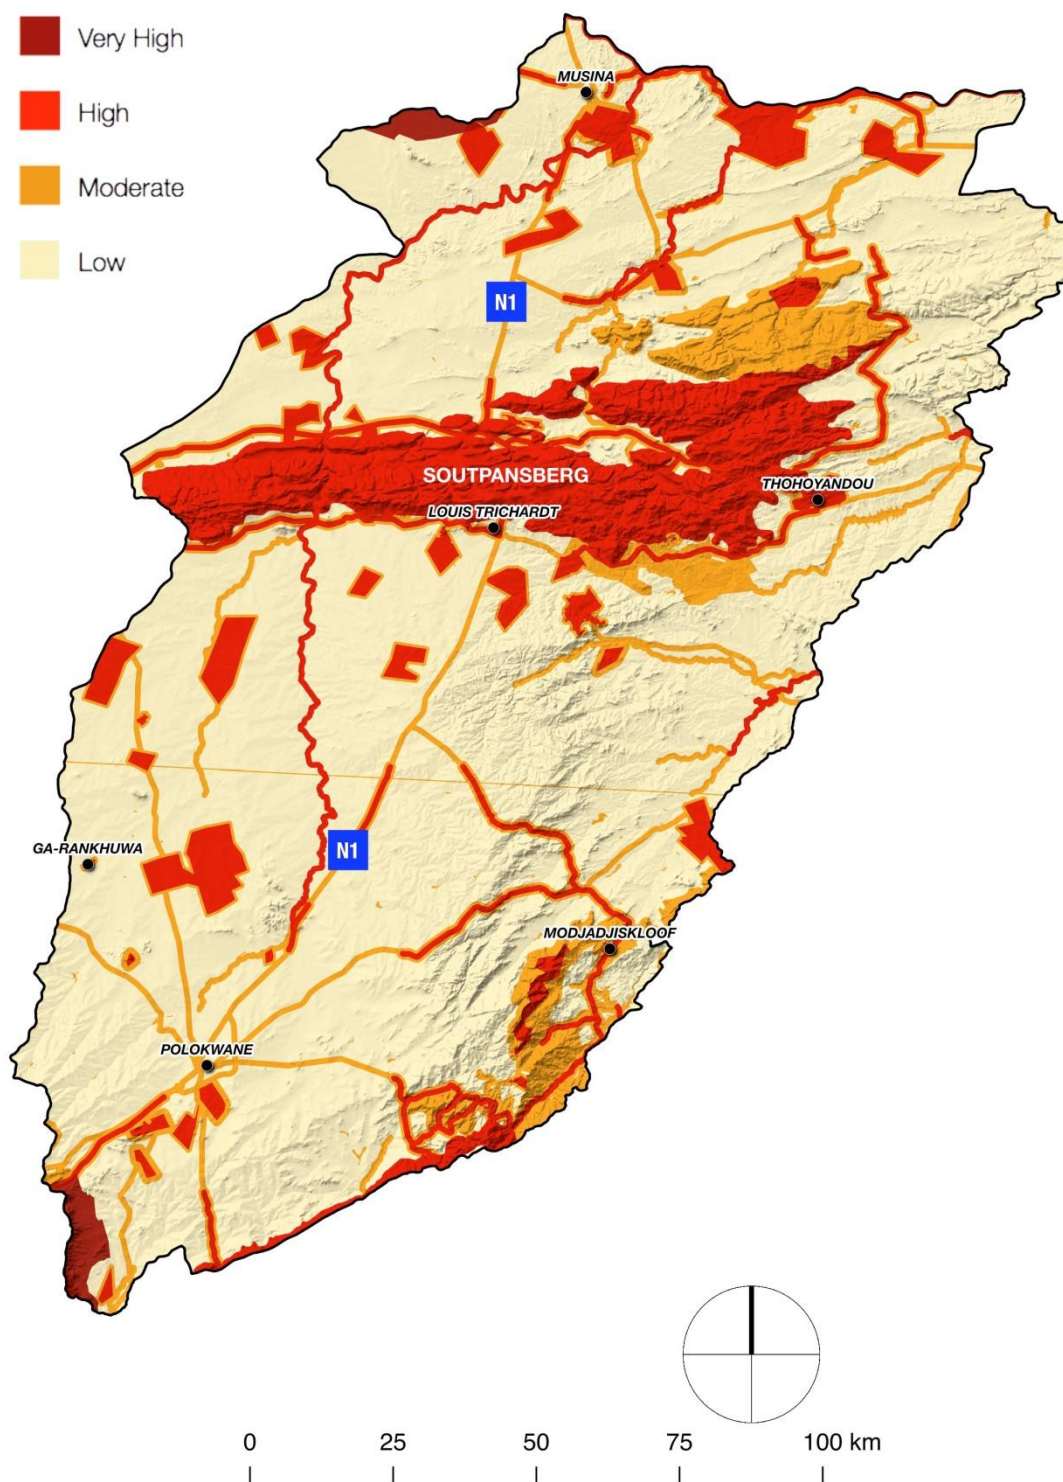 Very High
High
Moderate
Low
MUSINA
N1
SOUTPANSBERG
THOHOYANDOU
LOUIS TRICHARDT
N1
GA-RANKHUWA
MODJADJISKLOOF
POLOKWANE
0 25 50 75 100 km